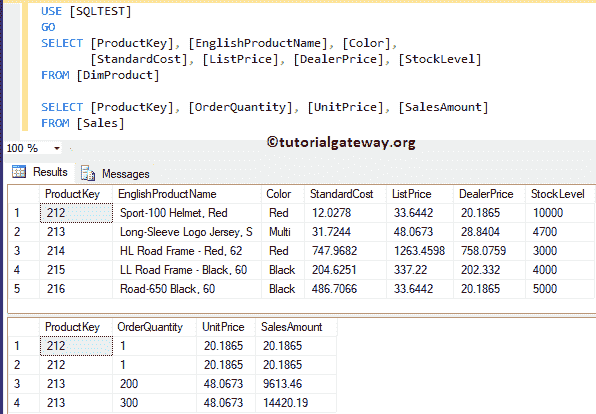 USE [SQLTEST]
GO
SELECT [ProductKey], [EnglishProductName], [Color],
[StandardCost], [ListPrice], [DealerPrice], [StockLevel]
FROM [DimProduct]
SELECT [ProductKey], [OrderQuantity], [UnitPrice], [SalesAmount]
FROM [Sales]
©tutorialgateway.org
100 %
Results Messages
ProductKey EnglishProductName Color StandardCost ListPrice DealerPrice StockLevel
1 212 Sport-100 Helmet, Red Red 12.0278 33.6442 20.1865 10000
2 213 Long-Sleeve Logo Jersey, S Multi 31.7244 48.0673 28.8404 4700
3 214 HL Road Frame - Red, 62 Red 747.9682 1263.4598 758.0759 3000
4 215 LL Road Frame - Black, 60 Black 204.6251 337.22 202.332 4000
5 216 Road-650 Black, 60 Black 486.7066 33.6442 20.1865 5000
ProductKey OrderQuantity UnitPrice SalesAmount
1 212 1 20.1865 20.1865
2 212 1 20.1865 20.1865
3 213 200 48.0673 9613.46
4 213 300 48.0673 14420.19